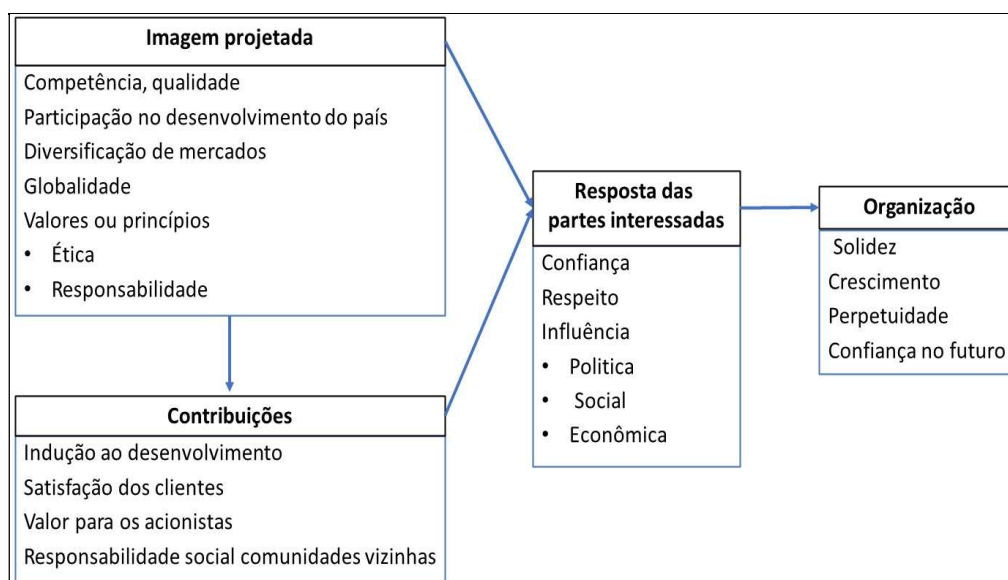 Imagem projetada
Competência, qualidade
Participação no desenvolvimento do país
Diversificação de mercados
Globalidade
Valores ou princípios
• Ética
• Responsabilidade
Contribuições
Indução ao desenvolvimento
Satisfação dos clientes
Valor para os acionistas
Responsabilidade social comunidades vizinhas
Resposta das
partes interessadas
Confiança
Respeito
Influência
• Politica
• Social
• Econômica
Organização
Solidez
Crescimento
Perpetuidade
Confiança no futuro